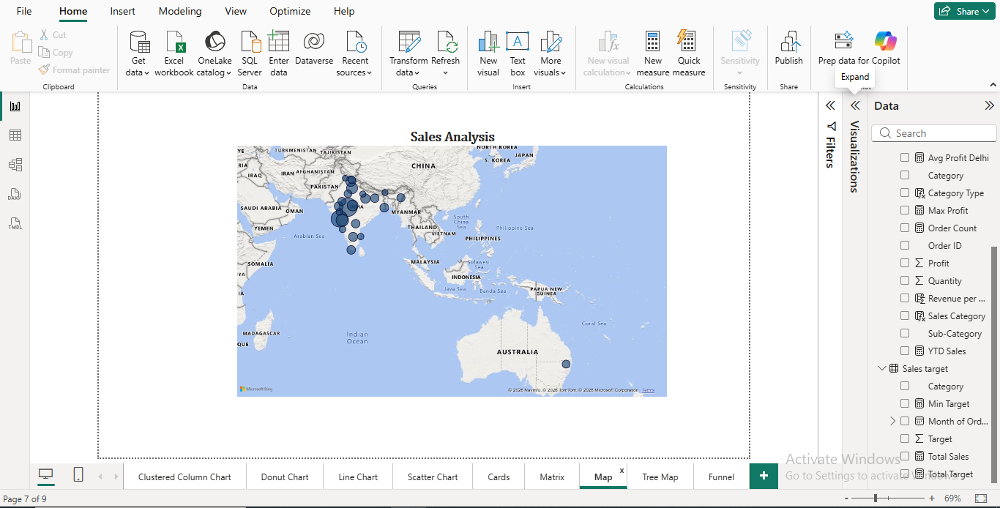 File Home Insert Modeling View Optimize Help Share
Paste
Cut
Copy
Format painter
Clipboard
Get data
Excel workbook
OneLake catalog
SQL Server
Enter data
Dataverse
Recent sources
Data
Transform data
Refresh
Queries
New visual
Text box
More visuals
Insert
New visual calculation
New measure
Quick measure
Calculations
Sensitivity
Sensitivity
Publish
Share
Prep data for Copilot
Expand
Filters
Visualizations
Data
Search
Avg Profit Delhi
Category
Category Type
Max Profit
Order Count
Order ID
Profit
Quantity
Revenue per ...
Sales Category
Sub-Category
YTD Sales
Sales target
Category
Min Target
Month of Ord...
Target
Total Sales
Total Target
DAX
TMDL
Sales Analysis
NORTH KOREA
TURKMENISTAN
TAJIKISTAN
JAPAN
S. KOREA
CHINA
IRAQ
IRAN
AFGHANISTAN
PAKISTAN
SAUDI ARABIA
OMAN
MYANMAR
South
China
Sea
YEMEN
THAILAND
VIETNAM
Philippine Sea
Arabian Sea
PHILIPPINES
SOMALIA
MALAYSIA
Sulawesi
Sea
INDONESIA
Java Sea
Banda Sea
PAPUA NEW
GUINEA
Coral Sea
MADAGASCAR
Indian
Ocean
QUE
AUSTRALIA
Microsoft Bing
© 2026 NavInfo, © 2026 TomTom, © 2026 Microsoft Corporation Terms
Activate Windows
Go to Settings to activate Windows.
Clustered Column Chart Donut Chart Line Chart Scatter Chart Cards Matrix Map x Tree Map Funnel +
Page 7 of 9
- + 69%